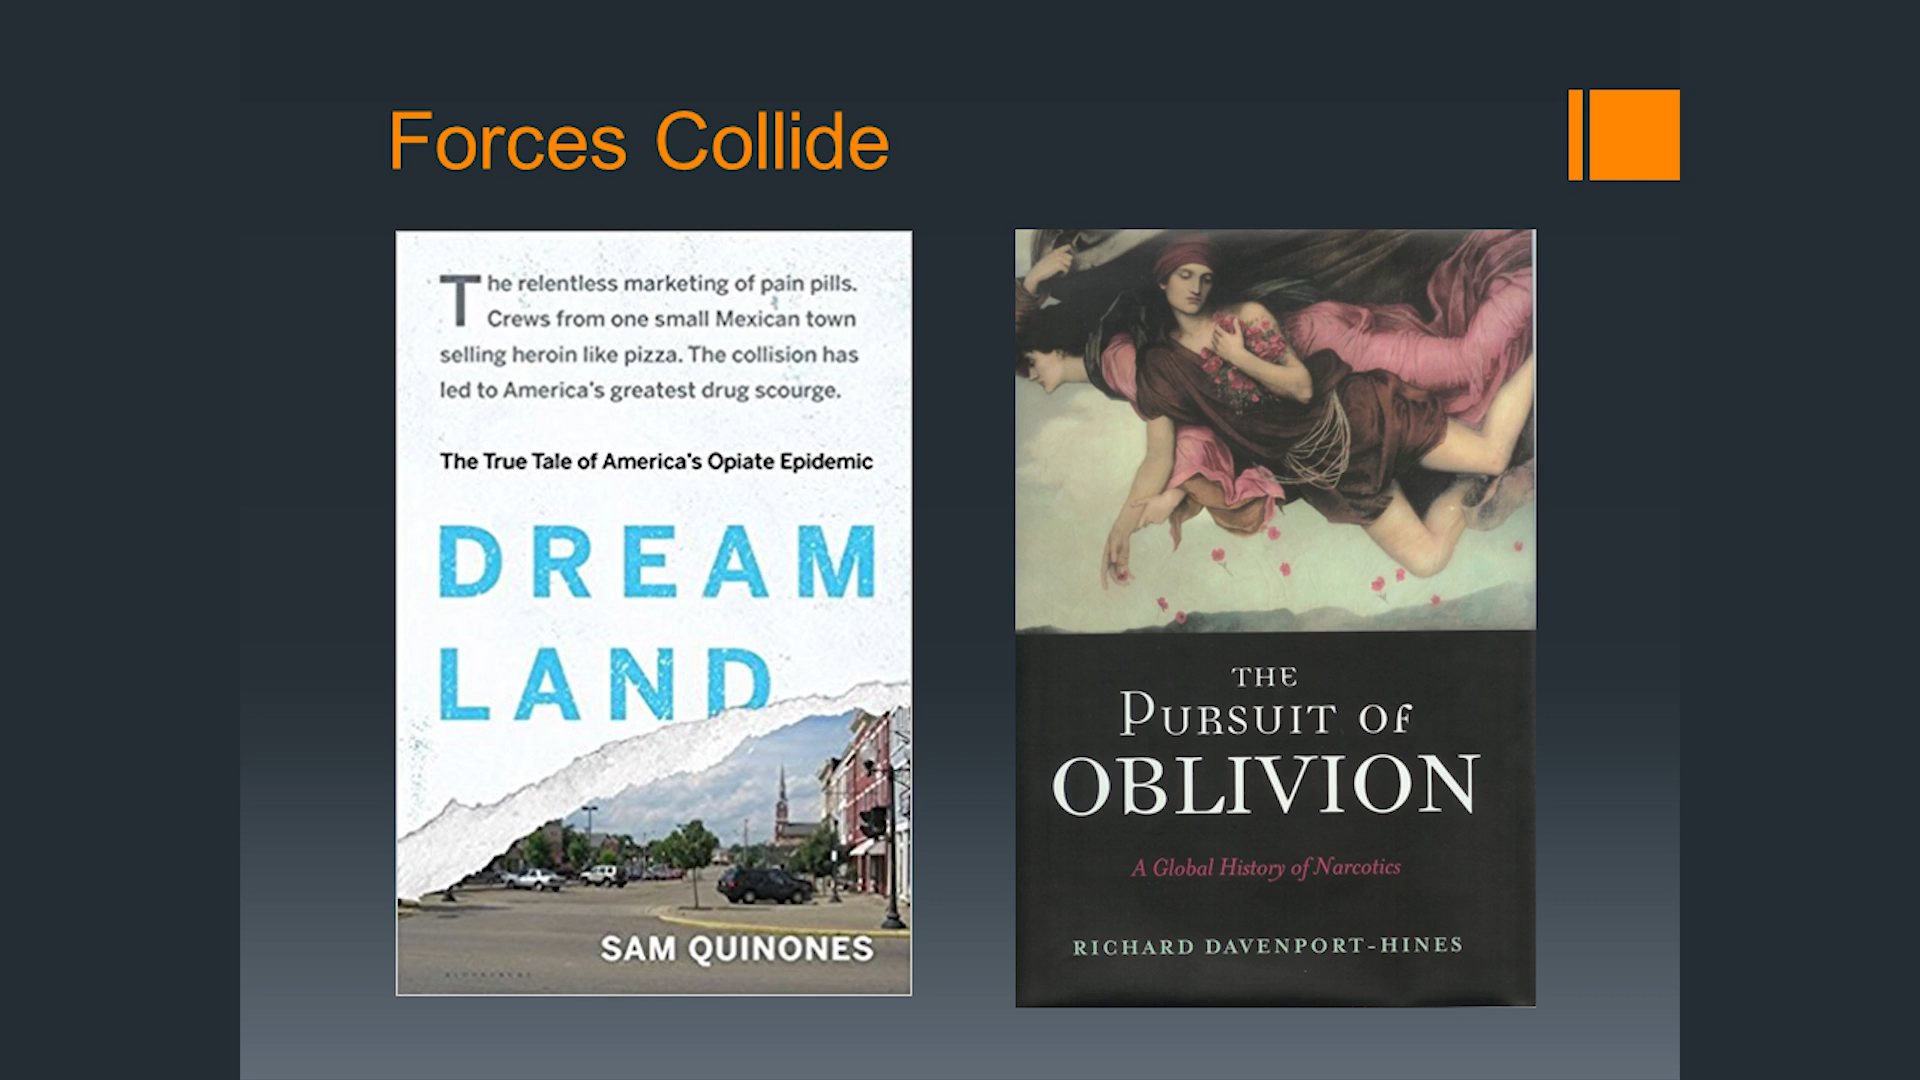 Forces Collide
The relentless marketing of pain pills.
Crews from one small Mexican town
selling heroin like pizza. The collision has
led to America's greatest drug scourge.
The True Tale of America's Opiate Epidemic
DREAM
LAND
SAM QUINONES
BLOOMSBURY
THE
PURSUIT OF
OBLIVION
A Global History of Narcotics
RICHARD DAVENPORT-HINES